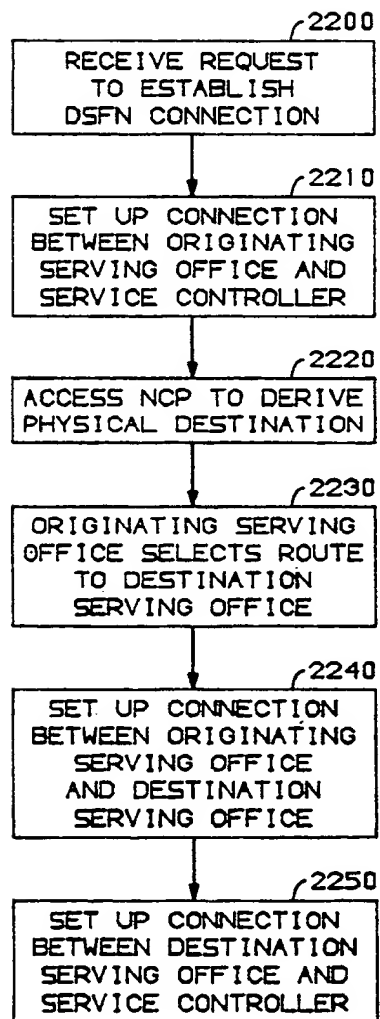 2200
RECEIVE REQUEST
TO ESTABLISH
DSFN CONNECTION
2210
SET UP CONNECTION
BETWEEN ORIGINATING
SERVING OFFICE AND
SERVICE CONTROLLER
2220
ACCESS NCP TO DERIVE
PHYSICAL DESTINATION
2230
ORIGINATING SERVING
OFFICE SELECTS ROUTE
TO DESTINATION
SERVING OFFICE
2240
SET UP CONNECTION
BETWEEN ORIGINATING
SERVING OFFICE
AND DESTINATION
SERVING OFFICE
2250
SET UP CONNECTION
BETWEEN DESTINATION
SERVING OFFICE AND
SERVICE CONTROLLER